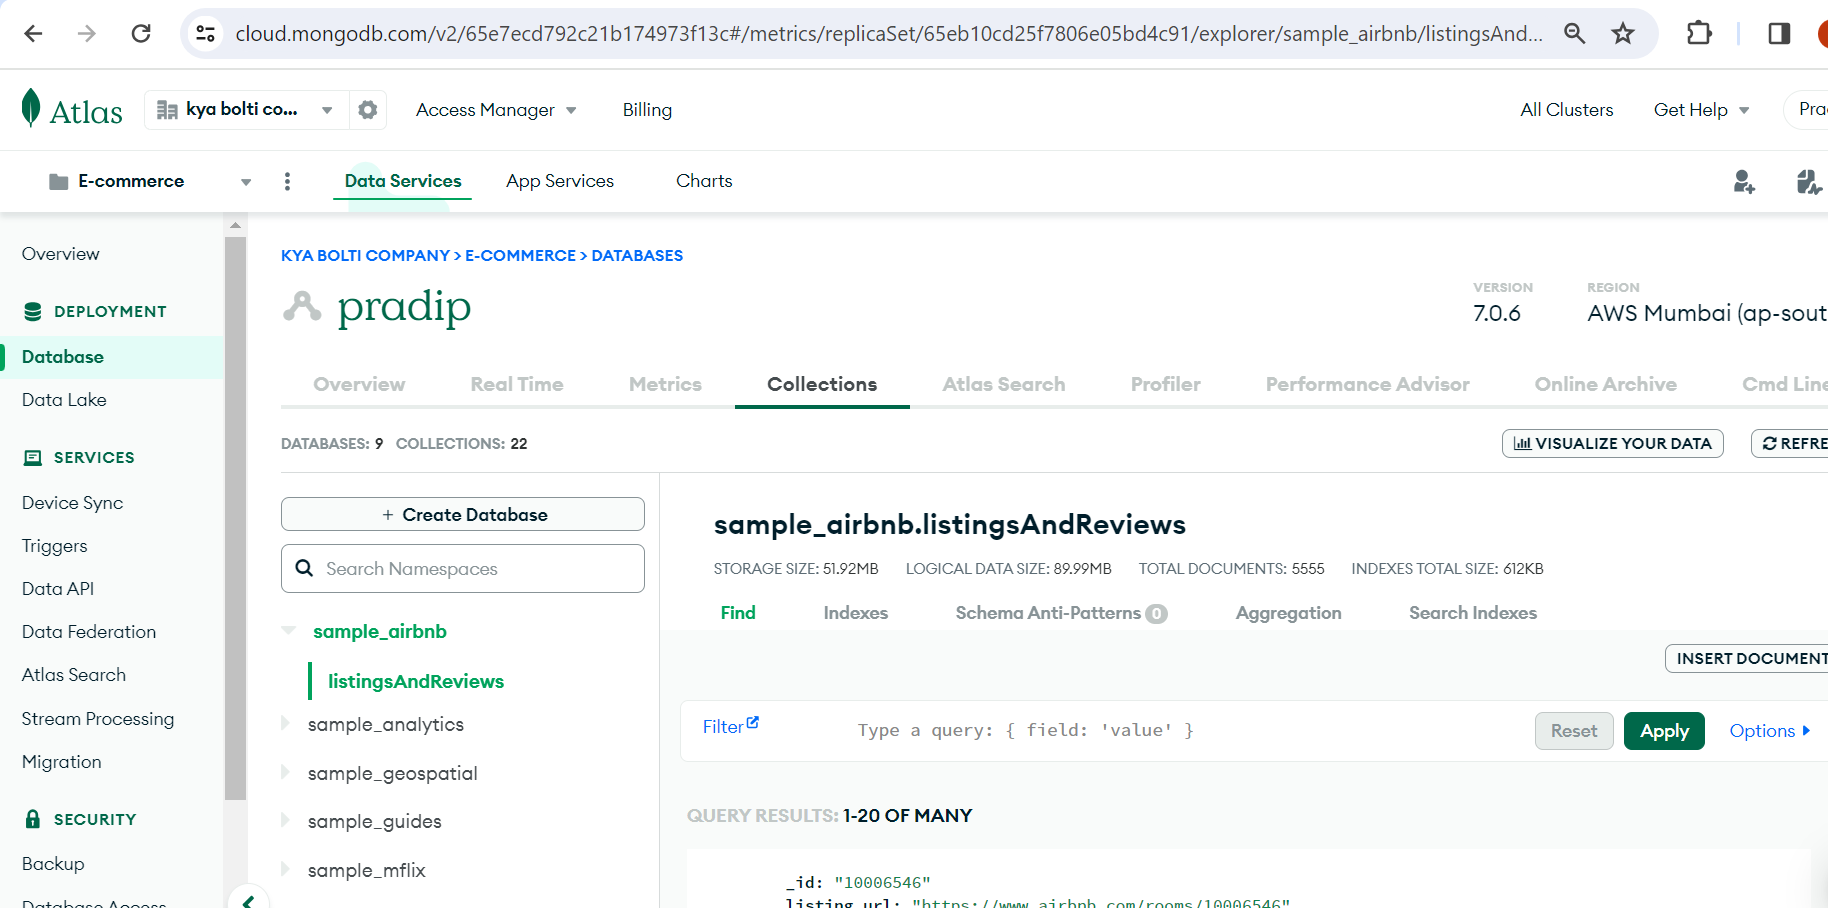 cloud.mongodb.com/v2/65e7ecd792c21b174973f13c#/metrics/replicaSet/65eb10cd25f7806e05bd4c91/explorer/sample_airbnb/listingsAnd...
Atlas
kya bolti co...
Access Manager
Billing
All Clusters
Get Help
Pra
E-commerce
Data Services
App Services
Charts
Overview
DEPLOYMENT
Database
Data Lake
SERVICES
Device Sync
Triggers
Data API
Data Federation
Atlas Search
Stream Processing
Migration
SECURITY
Backup
Database Access
KYA BOLTI COMPANY > E-COMMERCE > DATABASES
pradip
VERSION
7.0.6
REGION
AWS Mumbai (ap-sout
Overview
Real Time
Metrics
Collections
Atlas Search
Profiler
Performance Advisor
Online Archive
Cmd Line
DATABASES: 9 COLLECTIONS: 22
VISUALIZE YOUR DATA
REFRE
+ Create Database
Search Namespaces
sample_airbnb
listingsAndReviews
sample_analytics
sample_geospatial
sample_guides
sample_mflix
sample_airbnb.listingsAndReviews
STORAGE SIZE: 51.92MB LOGICAL DATA SIZE: 89.99MB TOTAL DOCUMENTS: 5555 INDEXES TOTAL SIZE: 612KB
Find
Indexes
Schema Anti-Patterns 0
Aggregation
Search Indexes
INSERT DOCUMENT
Filter
Type a query: { field: 'value' }
Reset
Apply
Options
QUERY RESULTS: 1-20 OF MANY
_id: "10006546"
listing_url: "https://www.airbnb.com/rooms/10006546"